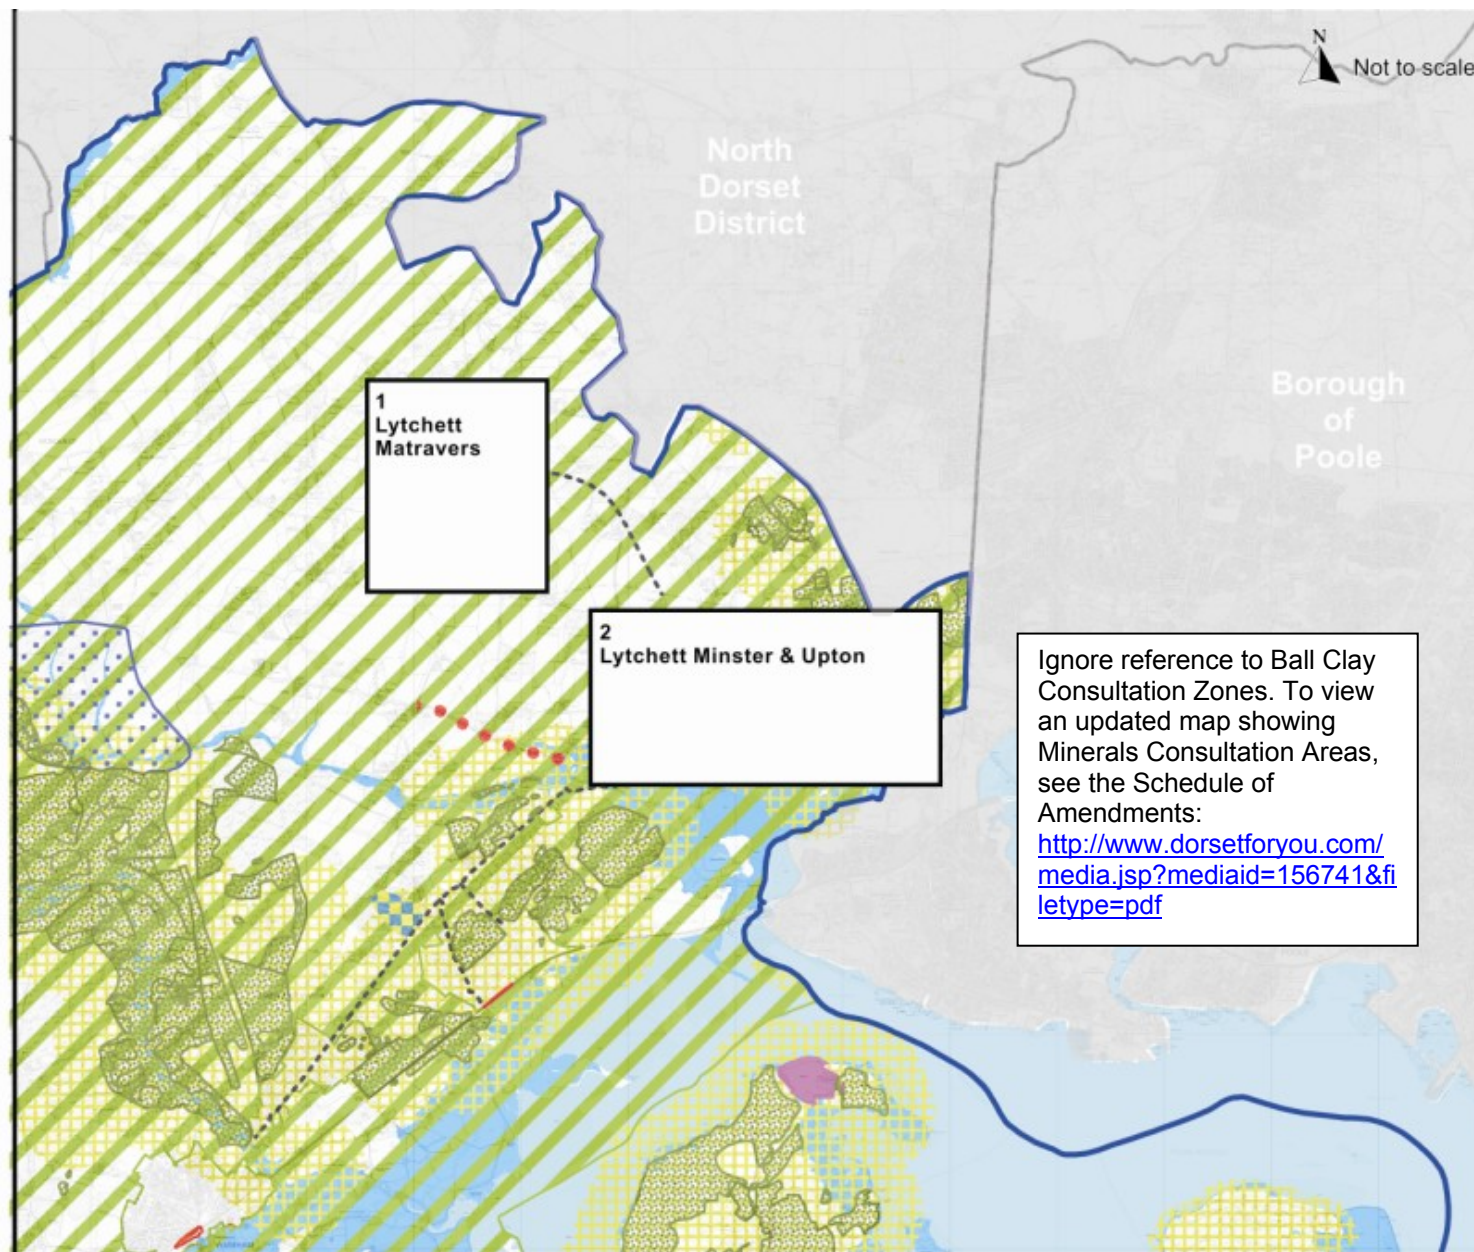 N
Not to scale
North
Dorset
District
Borough
of
Poole
1
Lytchett
Matravers
2
Lytchett Minster & Upton
Ignore reference to Ball Clay
Consultation Zones. To view
an updated map showing
Minerals Consultation Areas,
see the Schedule of
Amendments:
http://www.dorsetforyou.com/
media.jsp?mediaid=156741&fi
letype=pdf
WAREHAM